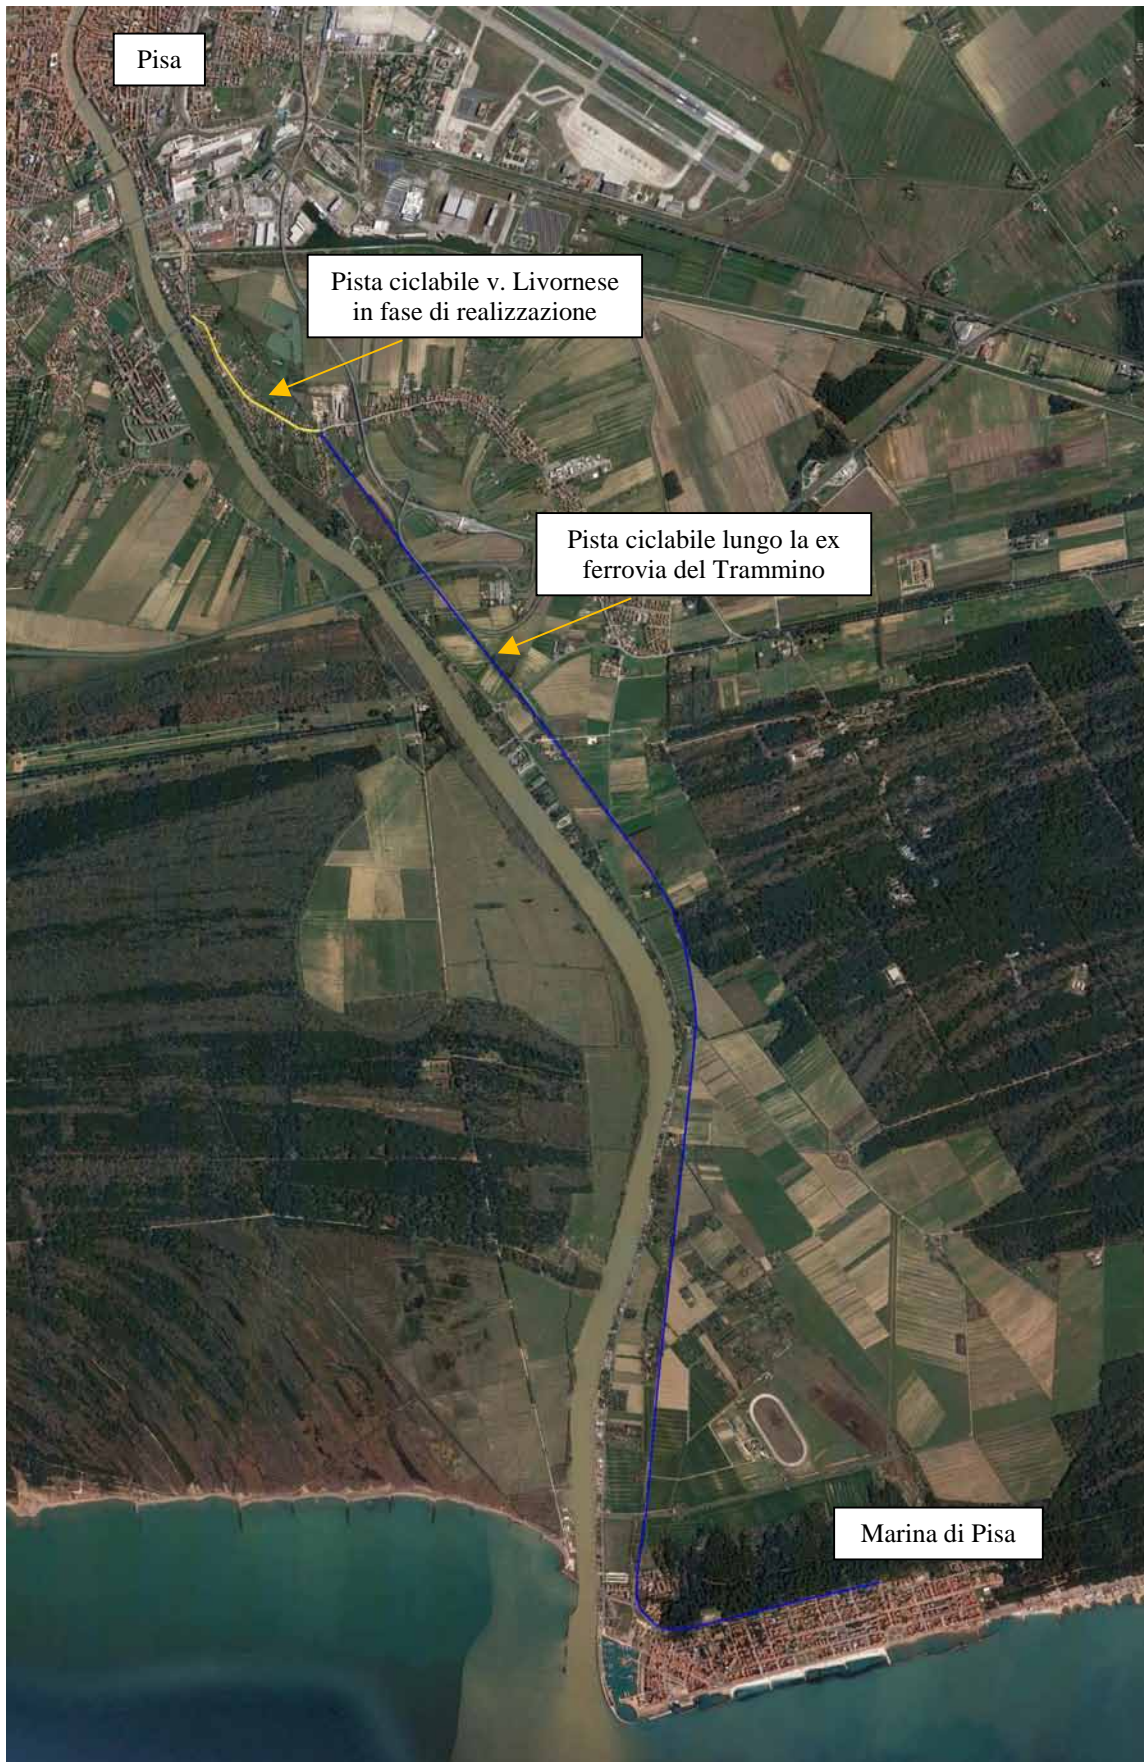 Pisa
Pista ciclabile v. Livornese
in fase di realizzazione
Pista ciclabile lungo la ex
ferrovia del Trammino
Marina di Pisa